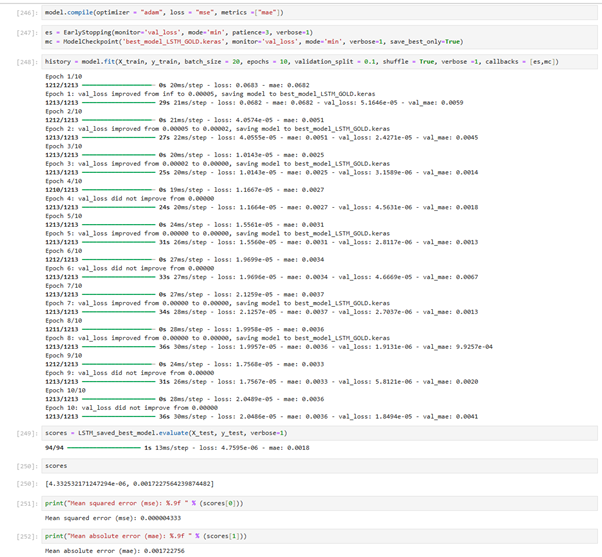 [246]: model.compile(optimizer = "adam", loss = "mse", metrics =["mae"])
[247]: es = EarlyStopping(monitor='val_loss', mode='min', patience=3, verbose=1)
mc = ModelCheckpoint('best_model_LSTM_GOLD.keras', monitor='val_loss', mode='min', verbose=1, save_best_only=True)
[248]: history = model.fit(X_train, y_train, batch_size = 20, epochs = 10, validation_split = 0.1, shuffle = True, verbose =1, callbacks = [es,mc])
Epoch 1/10
1212/1213 0s 20ms/step - loss: 0.0683 - mae: 0.0682
Epoch 1: val_loss improved from inf to 0.00005, saving model to best_model_LSTM_GOLD.keras
1213/1213 29s 21ms/step - loss: 0.0682 - mae: 0.0682 - val_loss: 5.1646e-05 - val_mae: 0.0059
Epoch 2/10
1212/1213 0s 21ms/step - loss: 4.0574e-05 - mae: 0.0051
Epoch 2: val_loss improved from 0.00005 to 0.00002, saving model to best_model_LSTM_GOLD.keras
1213/1213 27s 22ms/step - loss: 4.0555e-05 - mae: 0.0051 - val_loss: 2.4271e-05 - val_mae: 0.0045
Epoch 3/10
1212/1213 0s 20ms/step - loss: 1.0143e-05 - mae: 0.0025
Epoch 3: val_loss improved from 0.00002 to 0.00000, saving model to best_model_LSTM_GOLD.keras
1213/1213 25s 20ms/step - loss: 1.0143e-05 - mae: 0.0025 - val_loss: 3.1589e-06 - val_mae: 0.0014
Epoch 4/10
1210/1213 0s 19ms/step - loss: 1.1667e-05 - mae: 0.0027
Epoch 4: val_loss did not improve from 0.00000
1213/1213 24s 20ms/step - loss: 1.1664e-05 - mae: 0.0027 - val_loss: 4.5631e-06 - val_mae: 0.0018
Epoch 5/10
1213/1213 0s 24ms/step - loss: 1.5561e-05 - mae: 0.0031
Epoch 5: val_loss improved from 0.00000 to 0.00000, saving model to best_model_LSTM_GOLD.keras
1213/1213 31s 26ms/step - loss: 1.5560e-05 - mae: 0.0031 - val_loss: 2.8117e-06 - val_mae: 0.0013
Epoch 6/10
1212/1213 0s 27ms/step - loss: 1.9699e-05 - mae: 0.0034
Epoch 6: val_loss did not improve from 0.00000
1213/1213 33s 27ms/step - loss: 1.9696e-05 - mae: 0.0034 - val_loss: 4.6669e-05 - val_mae: 0.0067
Epoch 7/10
1212/1213 0s 27ms/step - loss: 2.1259e-05 - mae: 0.0037
Epoch 7: val_loss improved from 0.00000 to 0.00000, saving model to best_model_LSTM_GOLD.keras
1213/1213 34s 28ms/step - loss: 2.1257e-05 - mae: 0.0037 - val_loss: 2.7037e-06 - val_mae: 0.0013
Epoch 8/10
1211/1213 0s 28ms/step - loss: 1.9958e-05 - mae: 0.0036
Epoch 8: val_loss improved from 0.00000 to 0.00000, saving model to best_model_LSTM_GOLD.keras
1213/1213 36s 30ms/step - loss: 1.9957e-05 - mae: 0.0036 - val_loss: 1.9131e-06 - val_mae: 9.9257e-04
Epoch 9/10
1212/1213 0s 24ms/step - loss: 1.7568e-05 - mae: 0.0033
Epoch 9: val_loss did not improve from 0.00000
1213/1213 31s 26ms/step - loss: 1.7567e-05 - mae: 0.0033 - val_loss: 5.8121e-06 - val_mae: 0.0020
Epoch 10/10
1213/1213 0s 28ms/step - loss: 2.0489e-05 - mae: 0.0036
Epoch 10: val_loss did not improve from 0.00000
1213/1213 36s 30ms/step - loss: 2.0486e-05 - mae: 0.0036 - val_loss: 1.8494e-05 - val_mae: 0.0041
[249]: scores = LSTM_saved_best_model.evaluate(X_test, y_test, verbose=1)
94/94 1s 13ms/step - loss: 4.7595e-06 - mae: 0.0018
[250]: scores
[250]: [4.332532171247294e-06, 0.0017227564239874482]
[251]: print("Mean squared error (mse): %.9f " % (scores[0]))
Mean squared error (mse): 0.000004333
[252]: print("Mean absolute error (mae): %.9f " % (scores[1]))
Mean absolute error (mae): 0.001722756